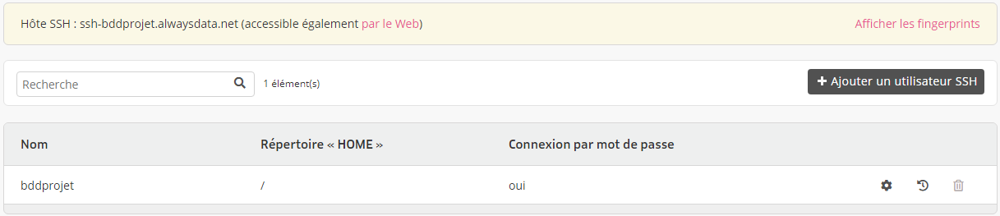 Hôte SSH : ssh-bddprojet.alwaysdata.net (accessible également par le Web)
Afficher les fingerprints
Recherche
1 élément(s)
+ Ajouter un utilisateur SSH
Nom
Répertoire « HOME »
Connexion par mot de passe
bddprojet
/
oui